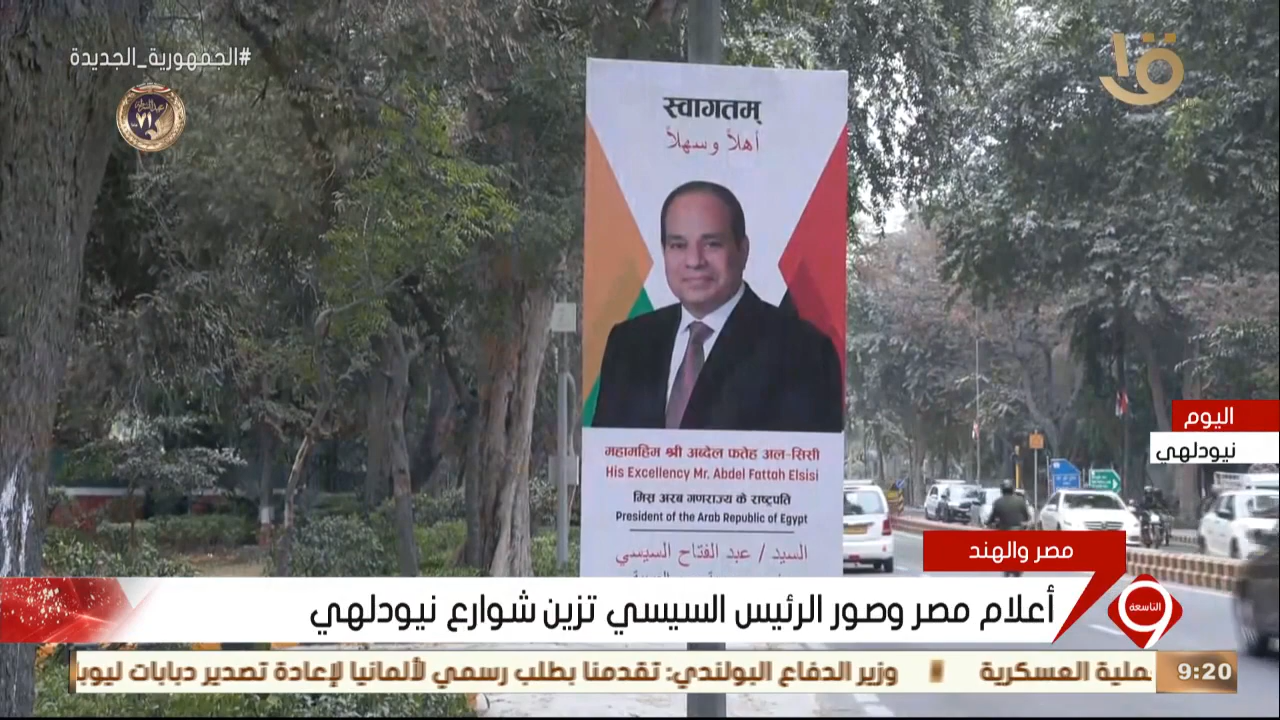 #الجمهورية_الجديدة
स्वागतम्
أهلاً وسهلاً
महामहिम श्री अब्देल फतेह अल-सिसी
His Excellency Mr. Abdel Fattah Elsisi
मिस्र अरब गणराज्य के राष्ट्रपति
President of the Arab Republic of Egypt
السيد / عبد الفتاح السيسي
اليوم
نيودلهي
مصر والهند
أعلام مصر وصور الرئيس السيسي تزين شوارع نيودلهي
التاسعة
9:20
ملية العسكرية
وزير الدفاع البولندي: تقدمنا بطلب رسمي لألمانيا لإعادة تصدير دبابات ليوبا